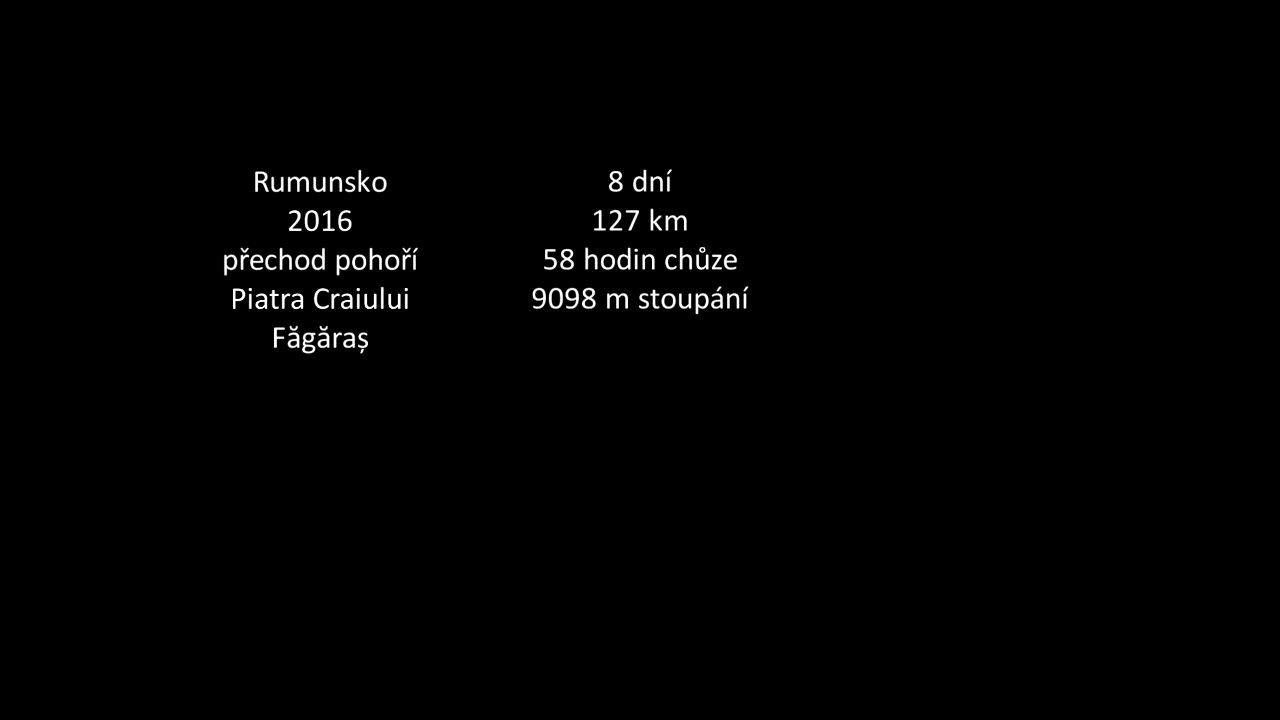 Rumunsko
2016
přechod pohoří
Piatra Craiului
Făgăraș
8 dní
127 km
58 hodin chůze
9098 m stoupání